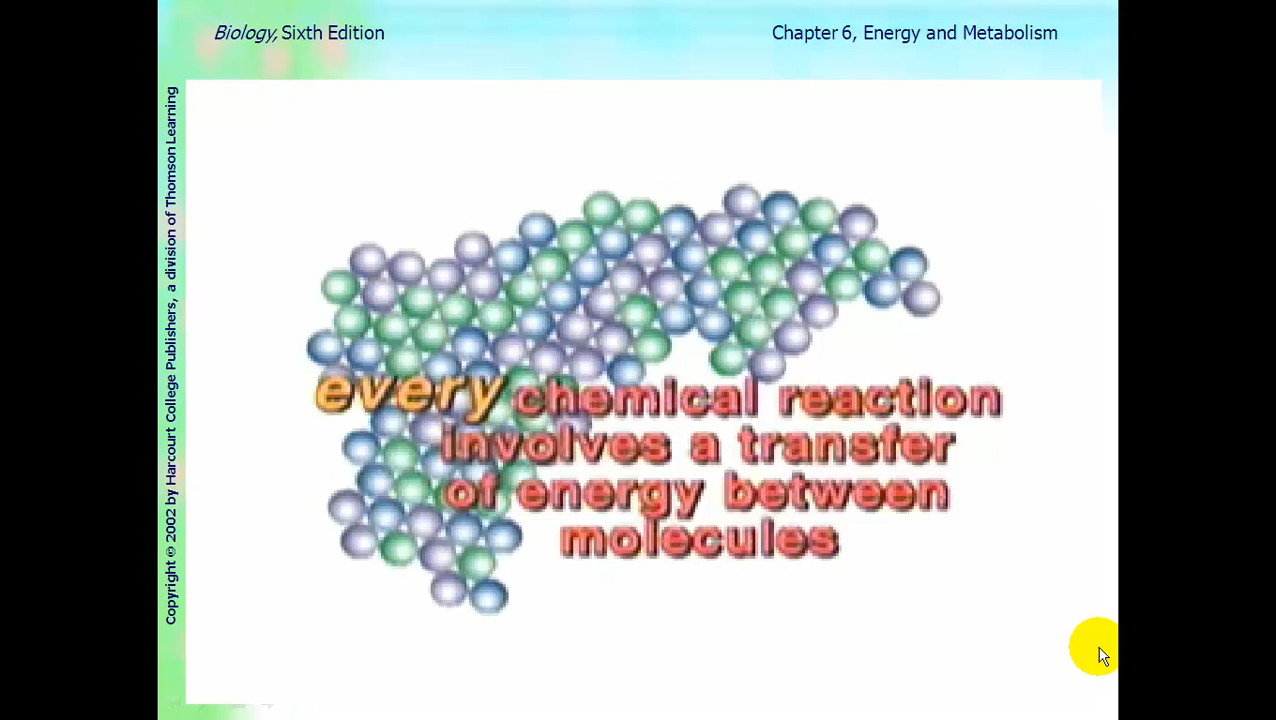 Biology, Sixth Edition
Chapter 6, Energy and Metabolism
Copyright © 2002 by Harcourt College Publishers, a division of Thomson Learning
every chemical reaction
involves a transfer
of energy between
molecules